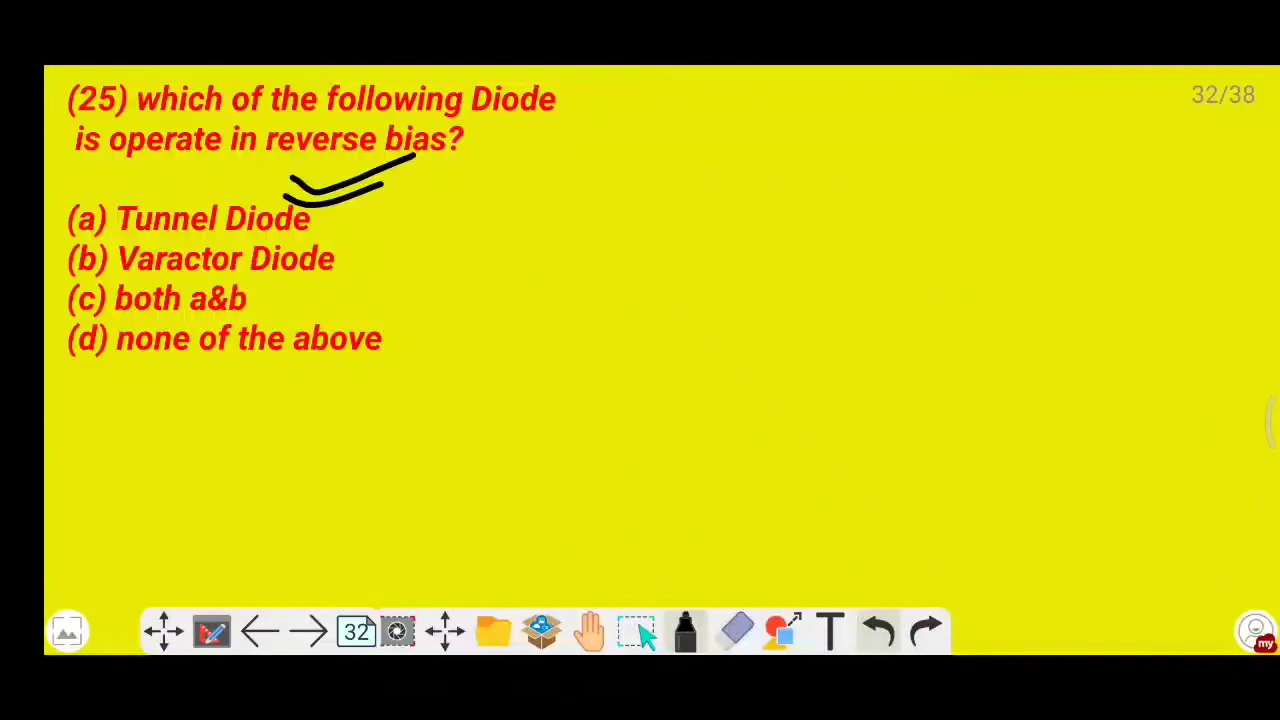 (25) which of the following Diode
32/38
is operate in reverse bias?
(a) Tunnel Diode
(b) Varactor Diode
(c) both a&b
(d) none of the above
32
T
my